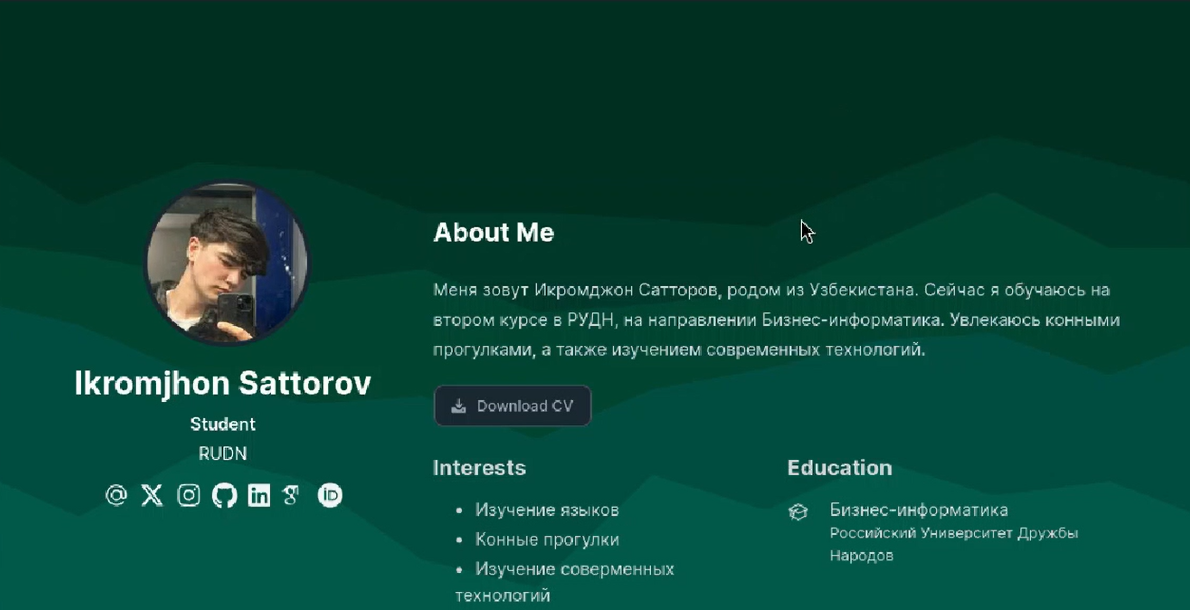 About Me
Меня зовут Икромджон Сатторов, родом из Узбекистана. Сейчас я обучаюсь на
втором курсе в РУДН, на направлении Бизнес-информатика. Увлекаюсь конными
прогулками, а также изучением современных технологий.
Ikromjhon Sattorov
Student
RUDN
Download CV
Interests
Изучение языков
Конные прогулки
Изучение соверменных
технологий
Education
Бизнес-информатика
Российский Университет Дружбы
Народов